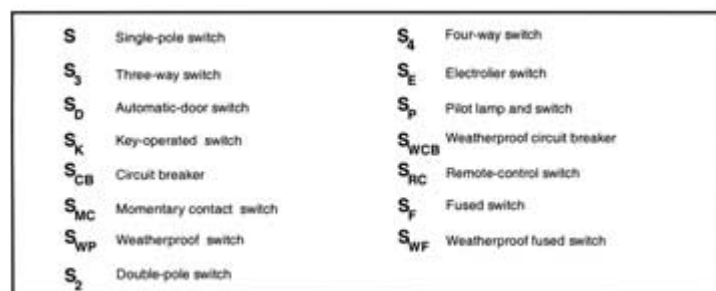 S Single-pole switch
S3 Three-way switch
SD Automatic-door switch
SK Key-operated switch
SCB Circuit breaker
SMC Momentary contact switch
SWP Weatherproof switch
S2 Double-pole switch
S4 Four-way switch
SE Electrolier switch
SP Pilot lamp and switch
SWCB Weatherproof circuit breaker
SRC Remote-control switch
SF Fused switch
SWF Weatherproof fused switch